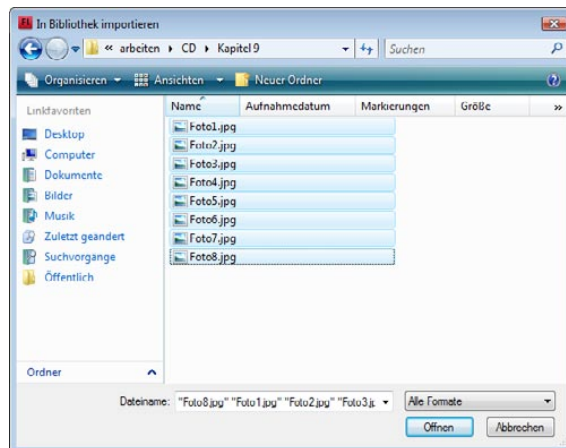 FL In Bibliothek importieren
« arbeiten ▸ CD ▸ Kapitel 9 Suchen
Organisieren Ansichten Neuer Ordner
Linkfavoriten
Desktop
Computer
Dokumente
Bilder
Musik
Zuletzt geändert
Suchvorgänge
Öffentlich
Ordner
Name Aufnahmedatum Markierungen Größe »
Foto1.jpg
Foto2.jpg
Foto3.jpg
Foto4.jpg
Foto5.jpg
Foto6.jpg
Foto7.jpg
Foto8.jpg
Dateiname: "Foto8.jpg" "Foto1.jpg" "Foto2.jpg" "Foto3.jp Alle Formate
Öffnen Abbrechen